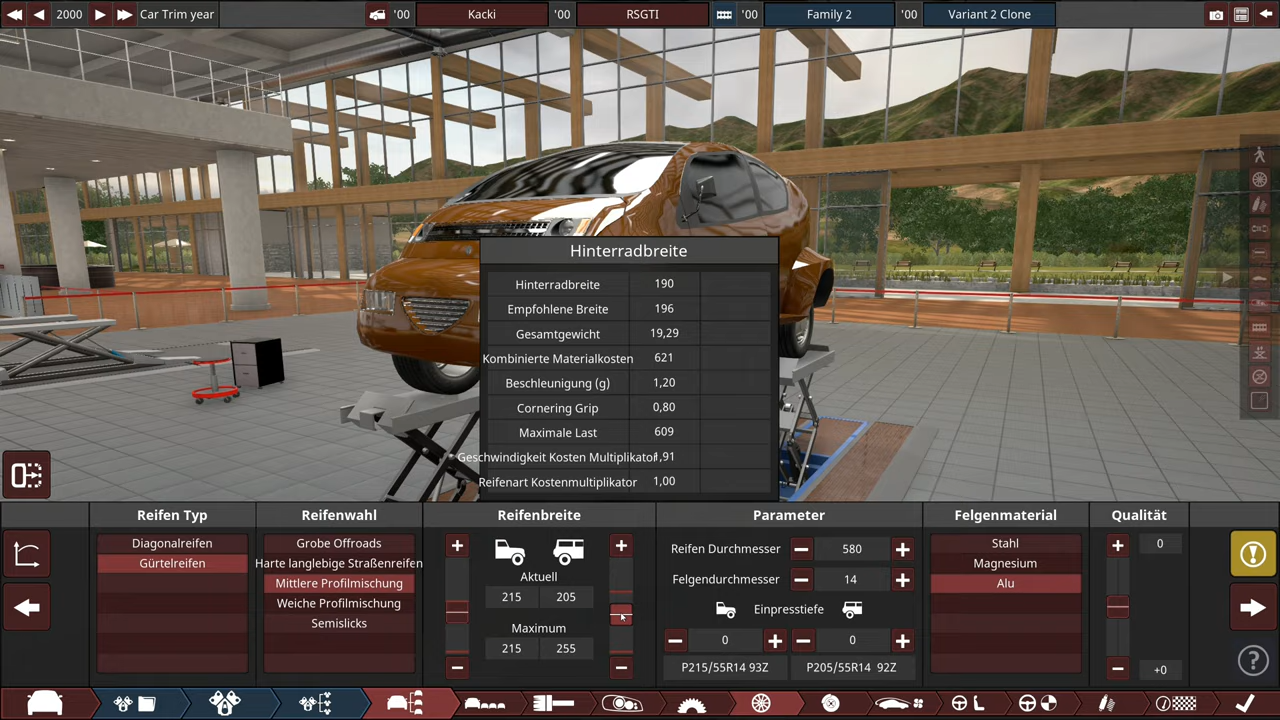 2000 Car Trim year '00 Kacki '00 RSGTI '00 Family 2 '00 Variant 2 Clone
Hinterradbreite
Hinterradbreite 190
Empfohlene Breite 196
Gesamtgewicht 19,29
Kombinierte Materialkosten 621
Beschleunigung (g) 1,20
Cornering Grip 0,80
Maximale Last 609
Geschwindigkeit Kosten Multiplikator 1,91
Reifenart Kostenmultiplikator 1,00
Reifen Typ
Diagonalreifen
Gürtelreifen
Reifenwahl
Grobe Offroads
Harte langlebige Straßenreifen
Mittlere Profilmischung
Weiche Profilmischung
Semislicks
Reifenbreite
Aktuell
215 205
Maximum
215 255
Parameter
Reifen Durchmesser 580
Felgendurchmesser 14
Einpresstiefe
0 0
P215/55R14 93Z P205/55R14 92Z
Felgenmaterial
Stahl
Magnesium
Alu
Qualität
0
+0